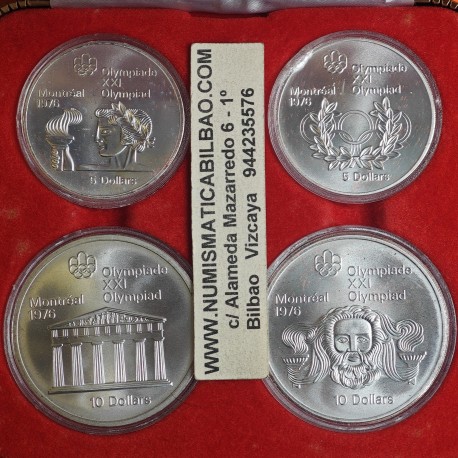 Olympiade
XXI
Olympiad
Montréal
1976
5 Dollars
Olympiade
XXI
Olympiad
Montréal
1976
5 Dollars
WWW.NUMISMATICABILBAO.COM
c/ Alameda Mazarredo 6 - 1º
Bilbao Vizcaya 944235576
Olympiade
XXI
Olympiad
Montréal
1976
10 Dollars
Olympiade
XXI
Olympiad
Montréal
1976
10 Dollars